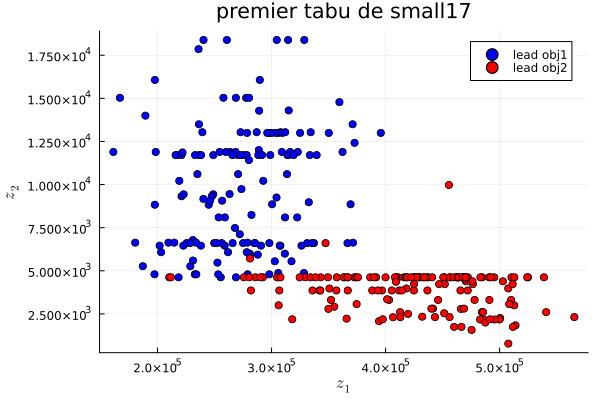 premier tabu de small17
lead obj1
lead obj2
1.750×10⁴
1.500×10⁴
1.250×10⁴
1.000×10⁴
7.500×10³
5.000×10³
2.500×10³
z₂
2.0×10⁵
3.0×10⁵
4.0×10⁵
5.0×10⁵
z₁